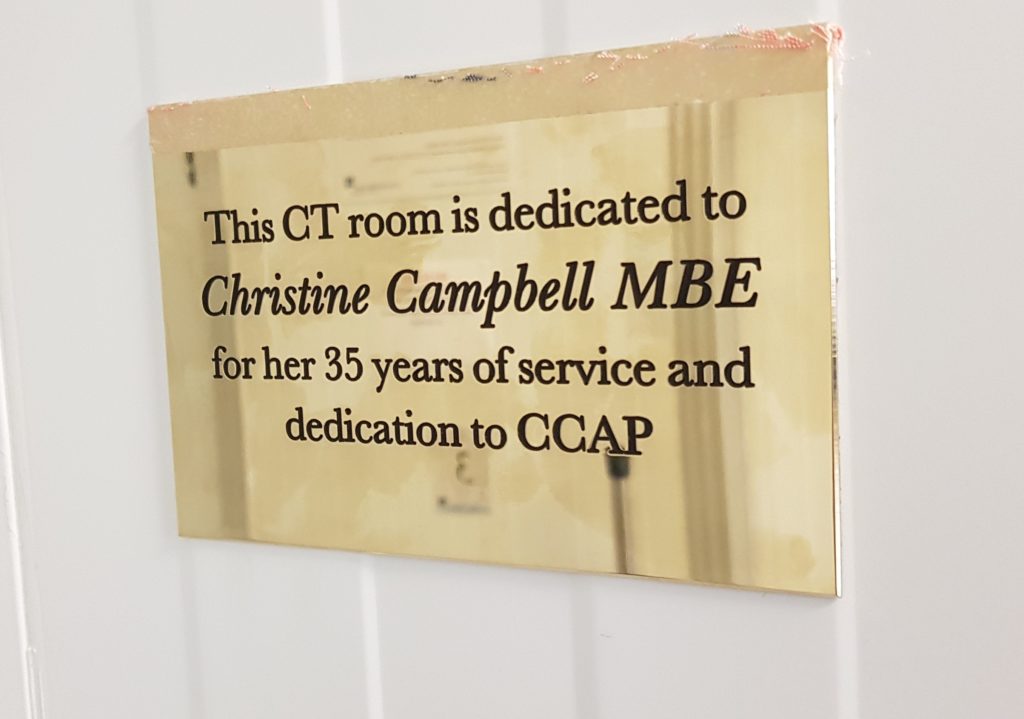 This CT room is dedicated to
Christine Campbell MBE
for her 35 years of service and
dedication to CCAP